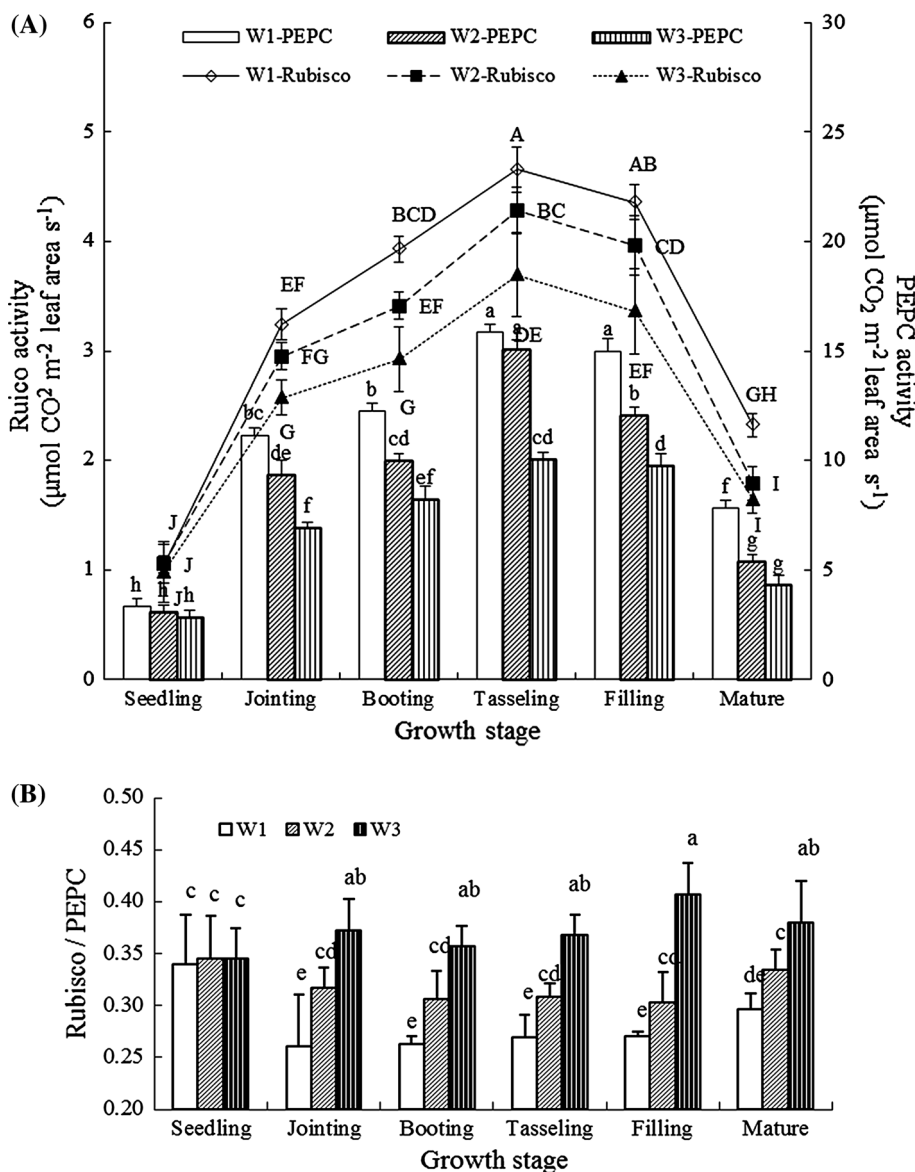 (A)
6
5
4
3
2
1
0
Ruico activity
(μmol CO² m⁻² leaf area s⁻¹)
W1-PEPC W2-PEPC W3-PEPC
W1-Rubisco W2-Rubisco W3-Rubisco
30
25
20
15
10
5
0
PEPC activity
(μmol CO₂ m⁻² leaf area s⁻¹)
A
AB
BCD
BC
CD
EF
EF
FG
DE
EF
GH
G
G
I
I
J
J
J
h h h
bc de f
b cd ef
a a cd
a b d
f g g
Seedling Jointing Booting Tasseling Filling Mature
Growth stage
(B)
0.50
0.45
0.40
0.35
0.30
0.25
0.20
Rubisco / PEPC
W1 W2 W3
c c c
e cd ab
e cd ab
e cd ab
e cd a
de c ab
Seedling Jointing Booting Tasseling Filling Mature
Growth stage